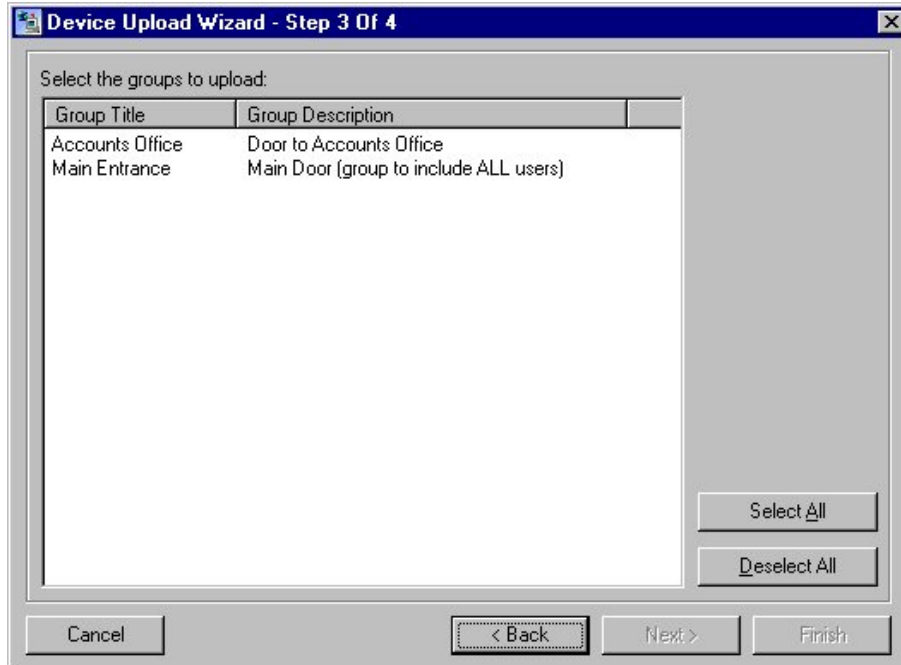 Device Upload Wizard - Step 3 Of 4
Select the groups to upload:
Group Title Group Description
Accounts Office Door to Accounts Office
Main Entrance Main Door (group to include ALL users)
Select All
Deselect All
Cancel < Back Next > Finish